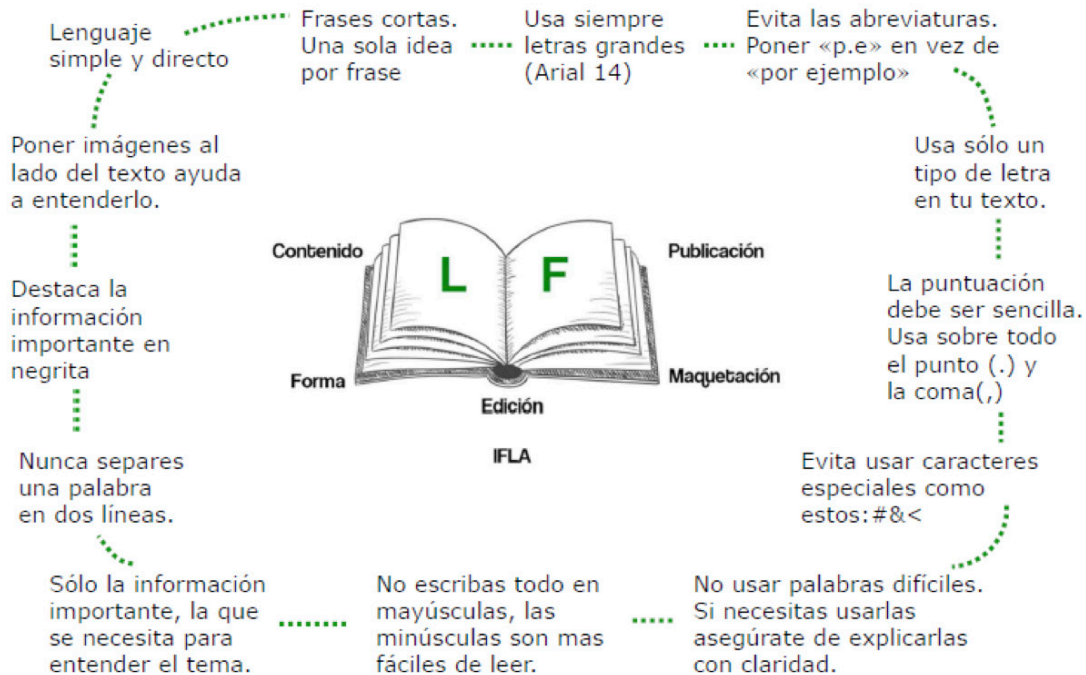 Lenguaje
simple y directo
Frases cortas.
Una sola idea
por frase
Usa siempre
letras grandes
(Arial 14)
Evita las abreviaturas.
Poner «p.e» en vez de
«por ejemplo»
Usa sólo un
tipo de letra
en tu texto.
La puntuación
debe ser sencilla.
Usa sobre todo
el punto (.) y
la coma(,)
Evita usar caracteres
especiales como
estos:#&<
No usar palabras difíciles.
Si necesitas usarlas
asegúrate de explicarlas
con claridad.
No escribas todo en
mayúsculas, las
minúsculas son mas
fáciles de leer.
Sólo la información
importante, la que
se necesita para
entender el tema.
Nunca separes
una palabra
en dos líneas.
Destaca la
información
importante en
negrita
Poner imágenes al
lado del texto ayuda
a entenderlo.
Contenido
L F
Publicación
Forma
Maquetación
Edición
IFLA